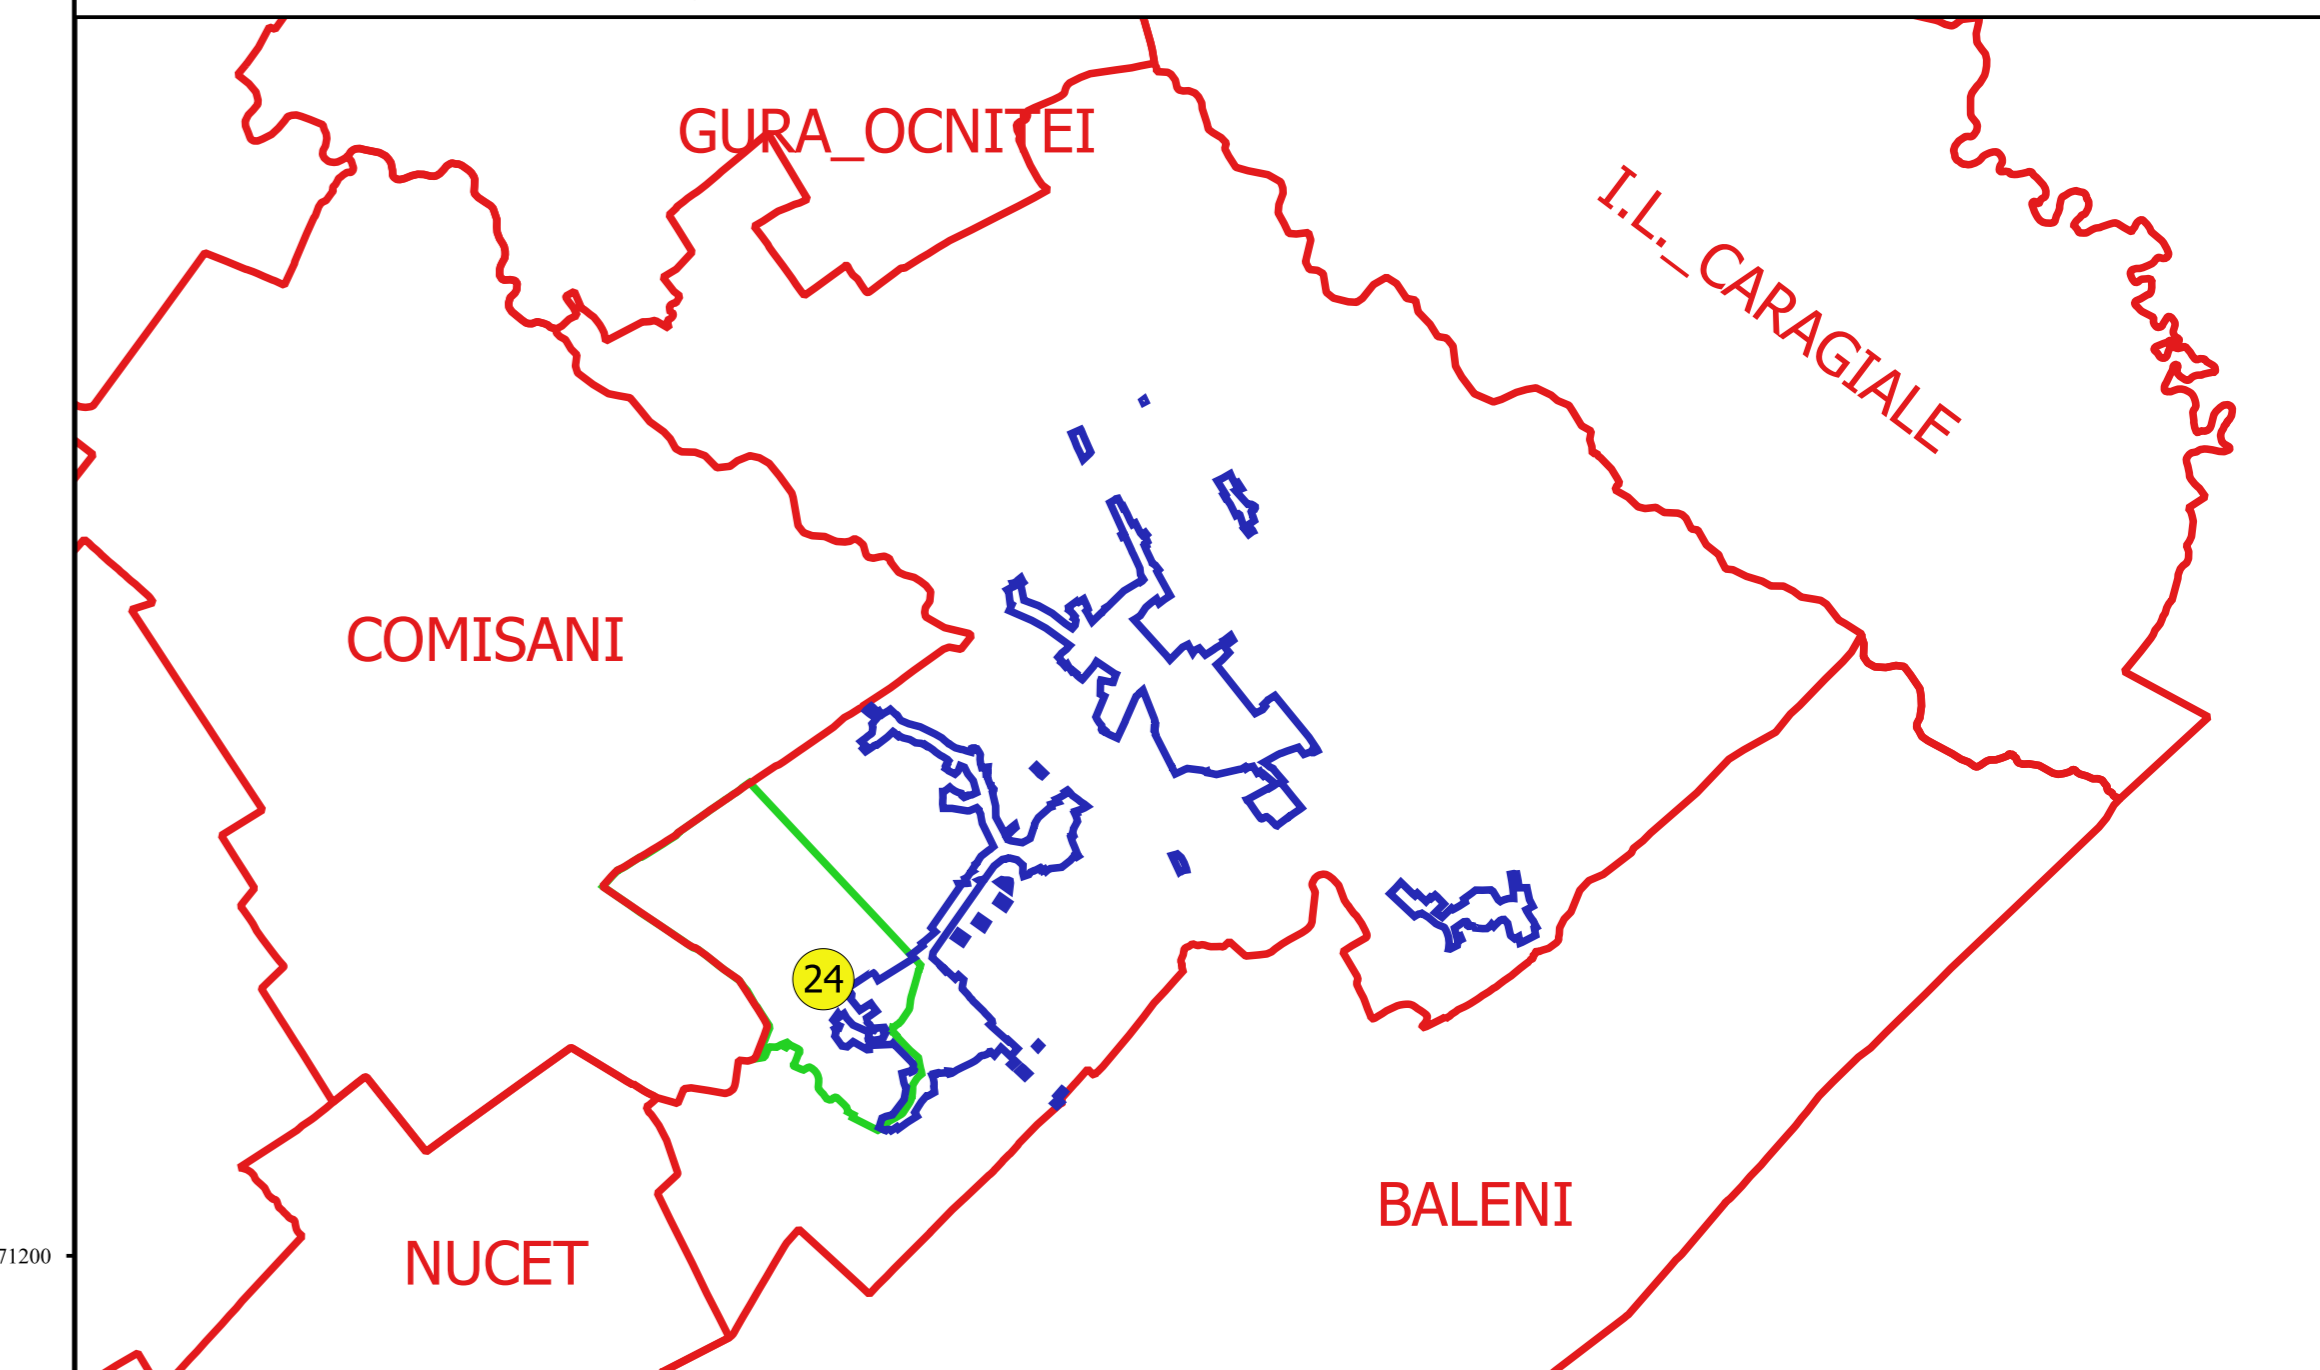 GURA_OCNITEI
I.L._CARAGIALE
COMISANI
24
BALENI
NUCET
71200